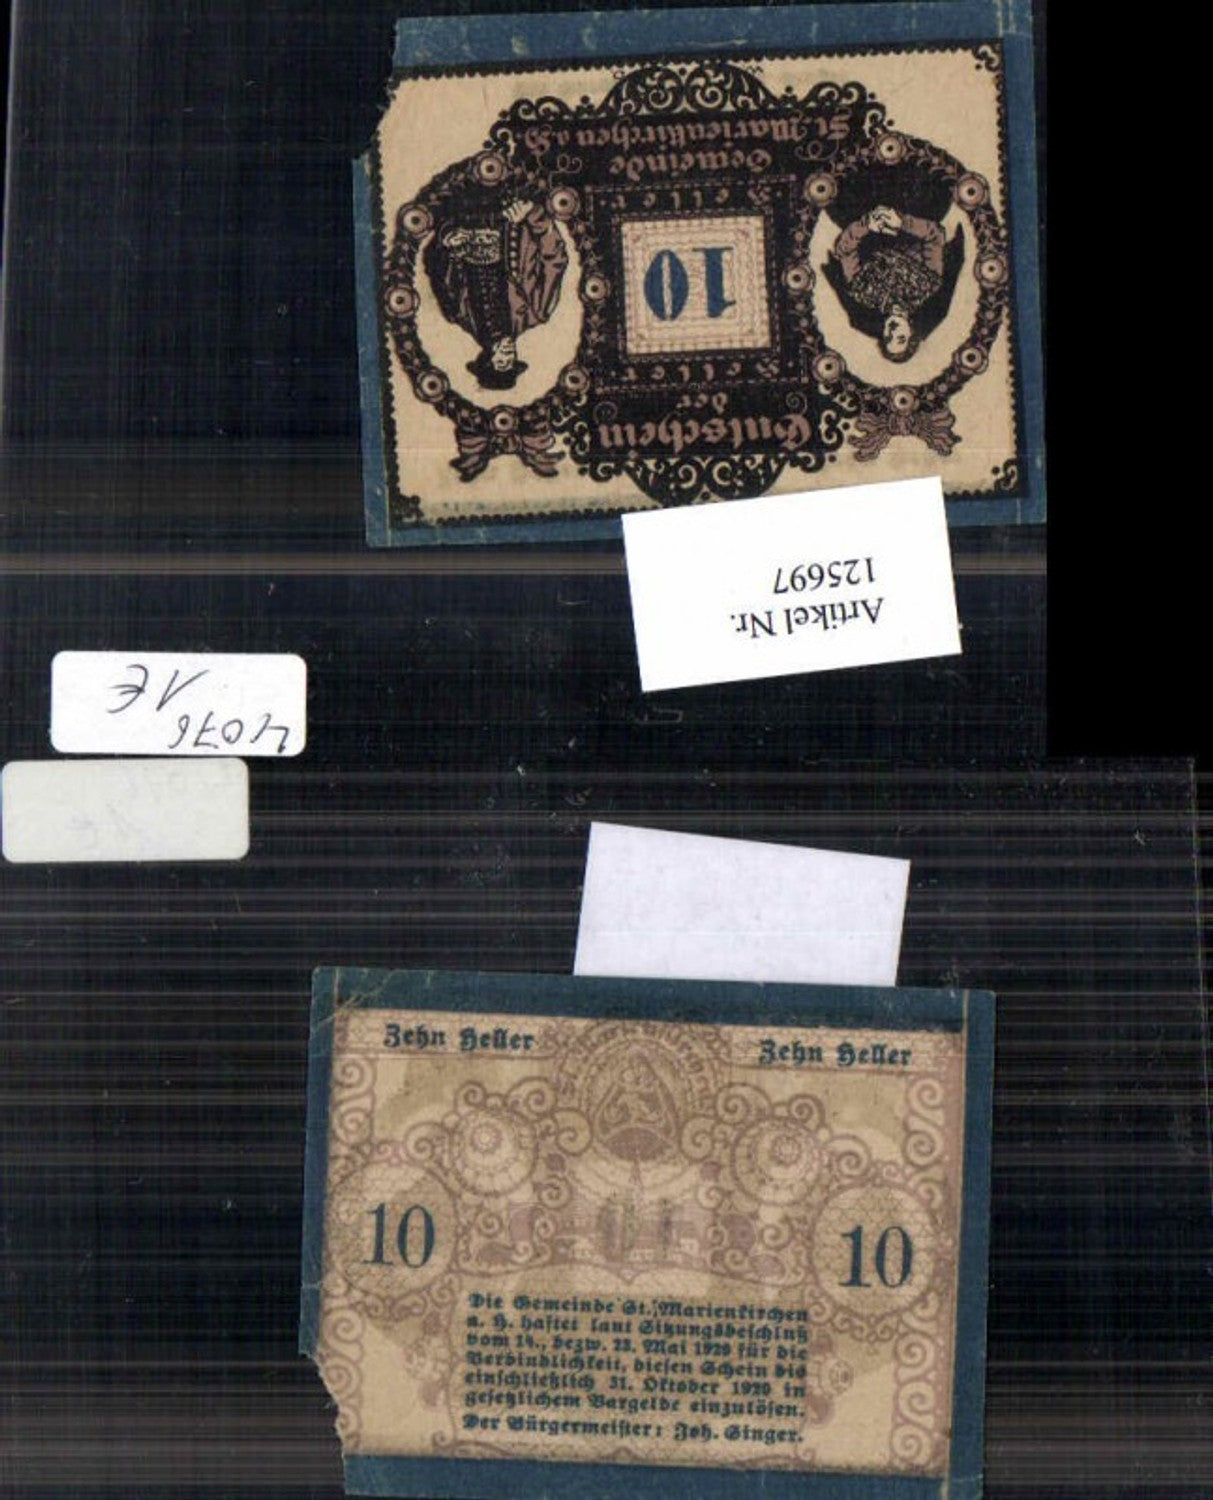 Gutschein
der
Heller
10
Heller
Gemeinde
St. Marienkirchen a. H.
Artikel Nr.
125697
4076
1€
Zehn Heller
Zehn Heller
10
10
Die Gemeinde St. Marienkirchen
a. H. haftet laut Sitzungsbeschluß
vom 14., bezw. 28. Mai 1920 für die
Verbindlichkeit, diesen Schein bis
einschließlich 31. Oktober 1920 in
gesetzlichem Bargelde einzulösen.
Der Bürgermeister: Joh. Singer.